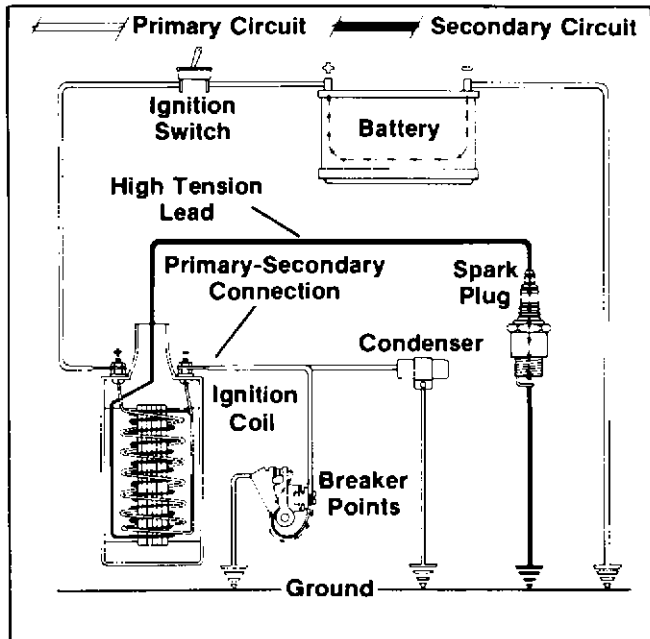 Primary Circuit
Secondary Circuit
+
-
Ignition
Switch
Battery
High Tension
Lead
Primary-Secondary
Connection
Spark
Plug
Condenser
+
-
Ignition
Coil
Breaker
Points
Ground